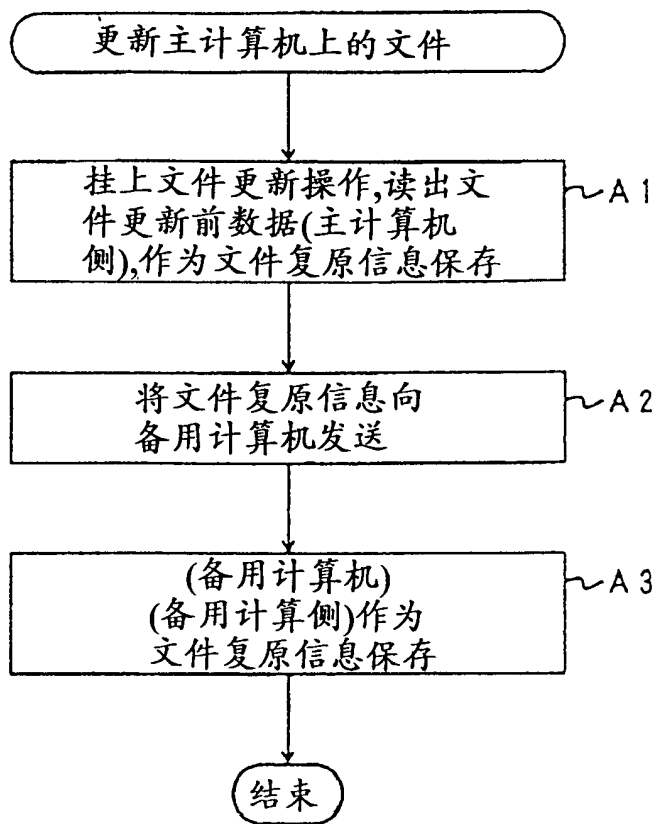 更新主计算机上的文件
挂上文件更新操作,读出文
件更新前数据(主计算机
侧),作为文件复原信息保存
A1
将文件复原信息向
备用计算机发送
A2
(备用计算机)
(备用计算侧)作为
文件复原信息保存
A3
结束